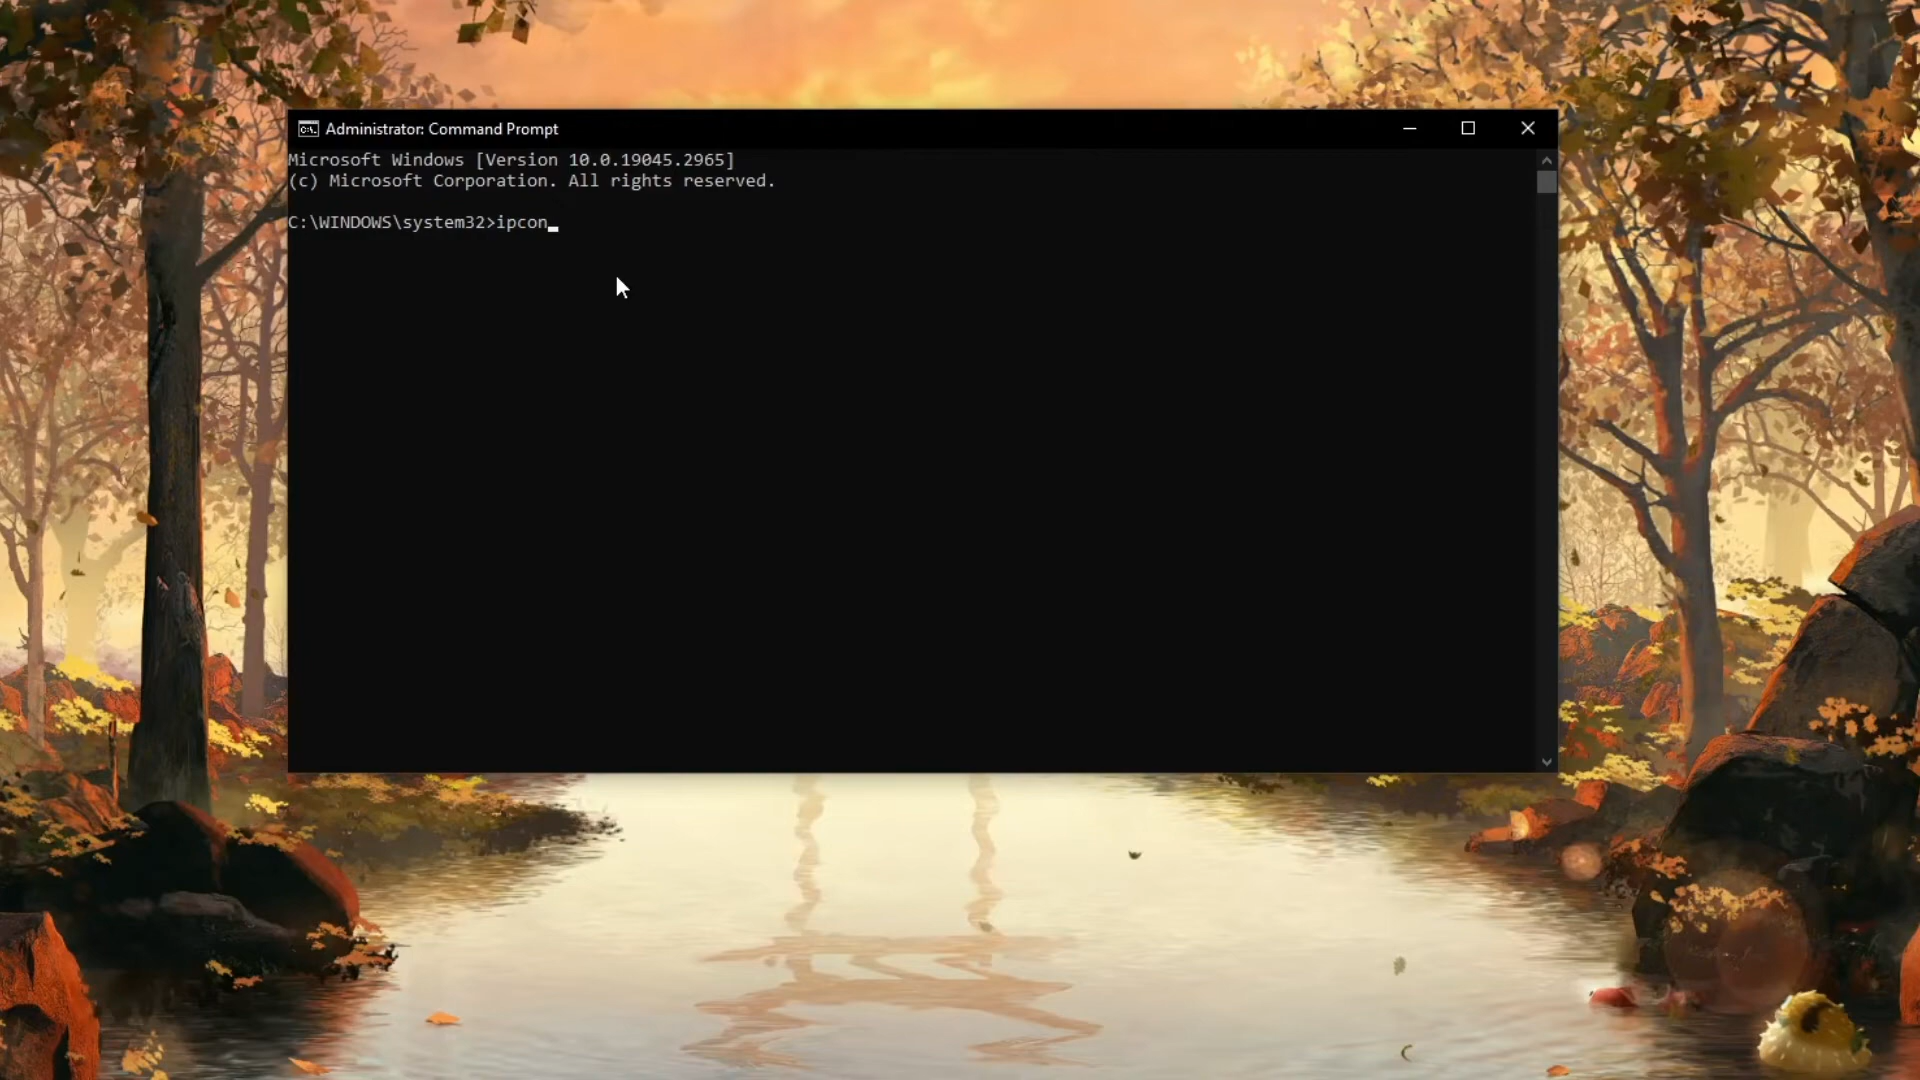 Administrator: Command Prompt
Microsoft Windows [Version 10.0.19045.2965]
(c) Microsoft Corporation. All rights reserved.
C:\WINDOWS\system32>ipcon